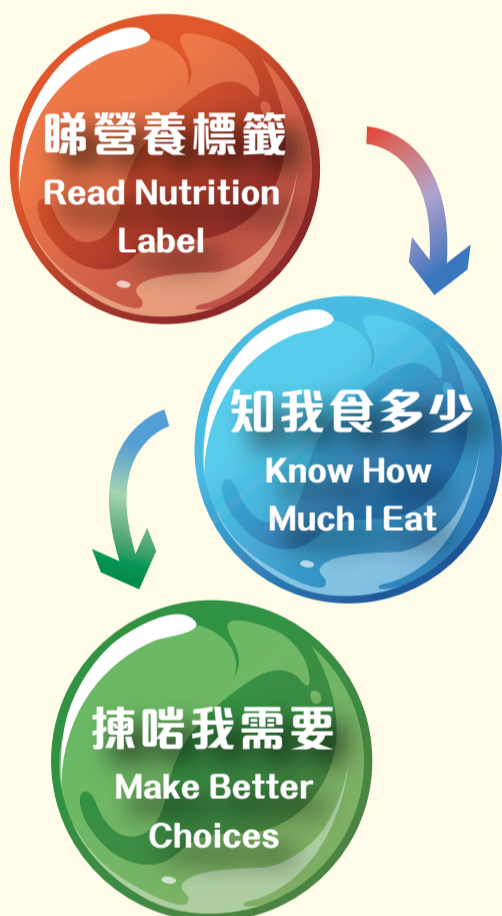 睇營養標籤
Read Nutrition
Label
知我食多少
Know How
Much I Eat
揀啱我需要
Make Better
Choices